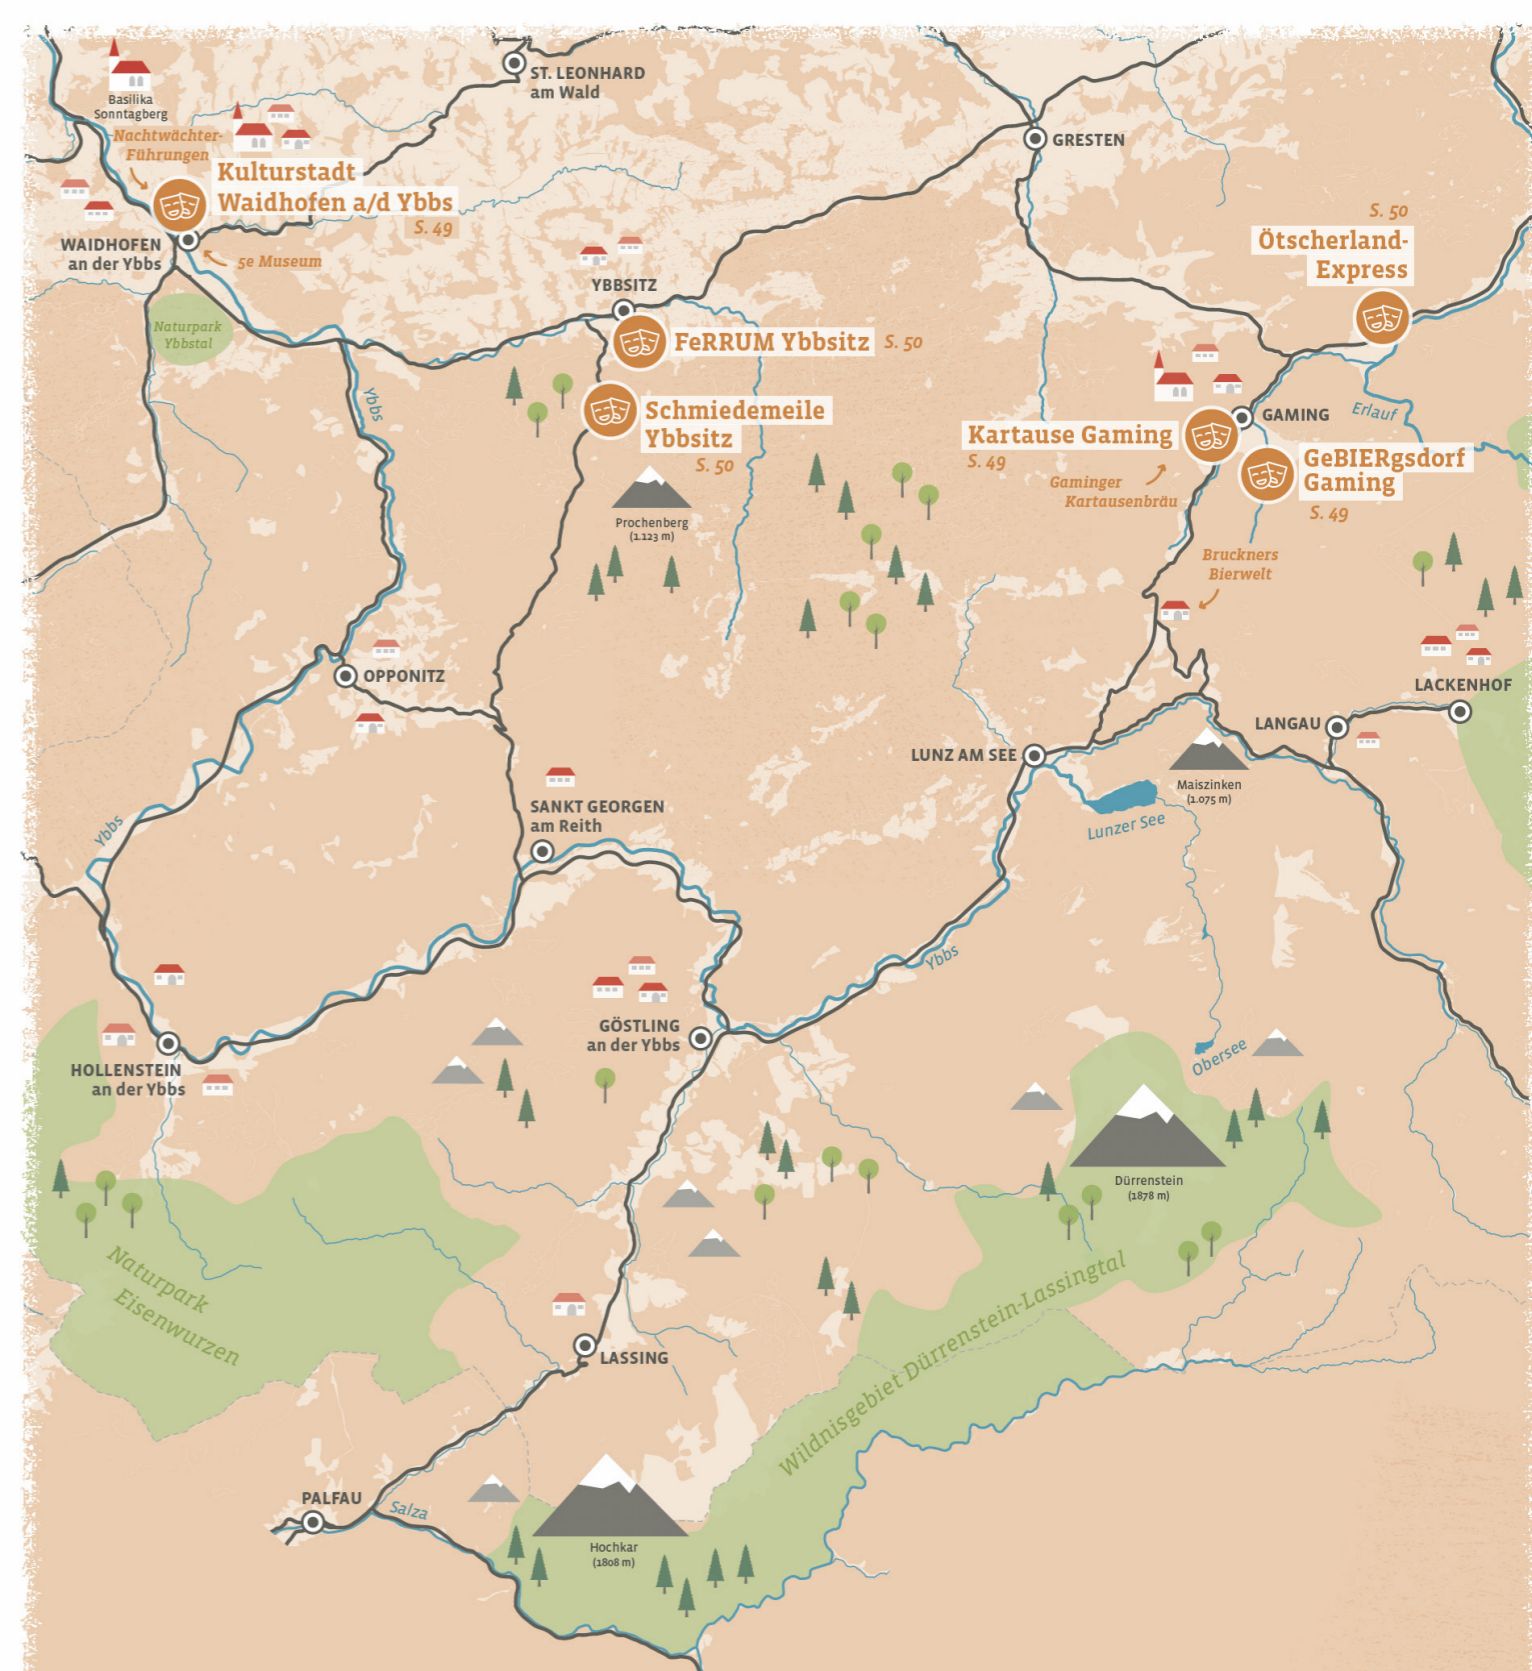 ST. LEONHARD
am Wald
Basilika
Sonntagberg
Nachtwächter-
Führungen
Kulturstadt
Waidhofen a/d Ybbs
S. 49
WAIDHOFEN
an der Ybbs
5e Museum
Naturpark
Ybbstal
GRESTEN
S. 50
Ötscherland-
Express
YBBSITZ
FeRRUM Ybbsitz S. 50
Schmiedemeile
Ybbsitz
S. 50
Ybbs
Prochenberg
(1.123 m)
Erlauf
GAMING
Kartause Gaming
S. 49
Gaminger
Kartausenbräu
GeBIERgsdorf
Gaming
S. 49
Bruckners
Bierwelt
OPPONITZ
LACKENHOF
LANGAU
LUNZ AM SEE
Maiszinken
(1.075 m)
Lunzer See
SANKT GEORGEN
am Reith
Ybbs
Ybbs
GÖSTLING
an der Ybbs
Obersee
HOLLENSTEIN
an der Ybbs
Dürrenstein
(1878 m)
Naturpark
Eisenwurzen
Wildnisgebiet Dürrenstein-Lassingtal
LASSING
PALFAU
Salza
Hochkar
(1808 m)